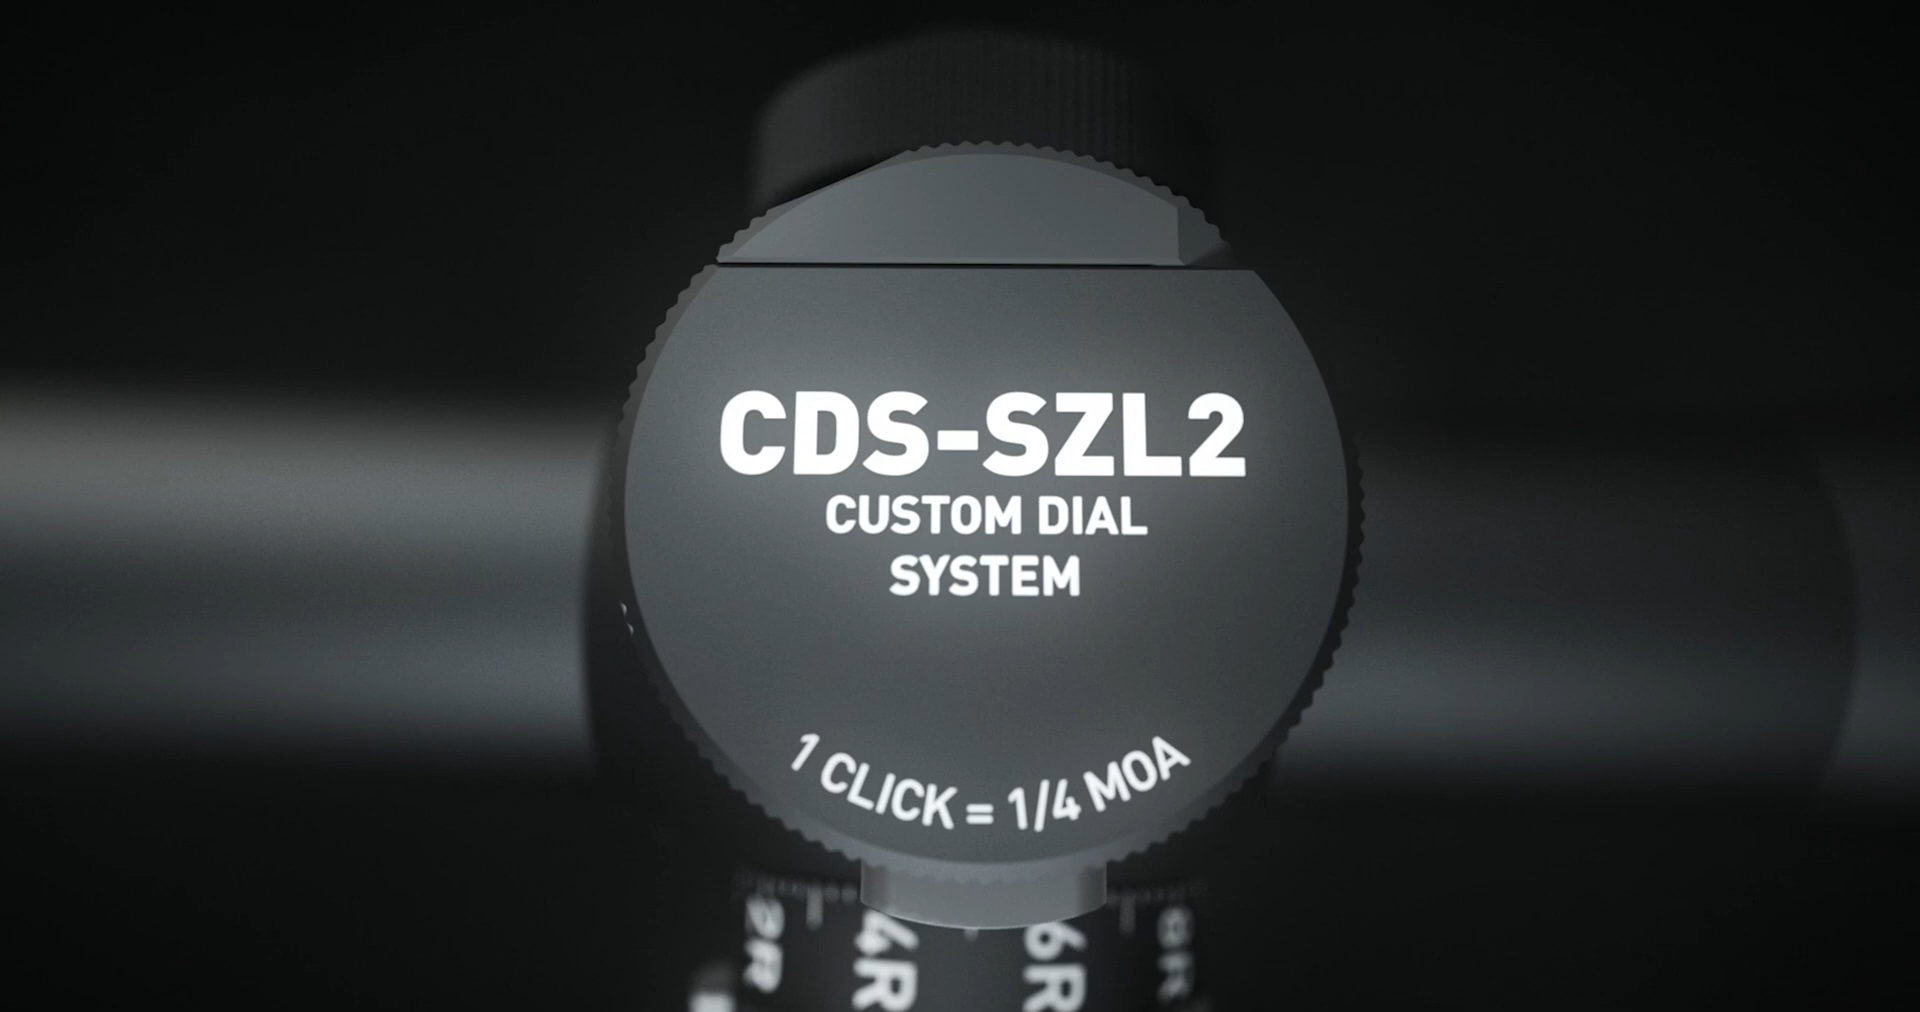 CDS-SZL2
CUSTOM DIAL
SYSTEM
1 CLICK = 1/4 MOA
2R 4R 6R 8R